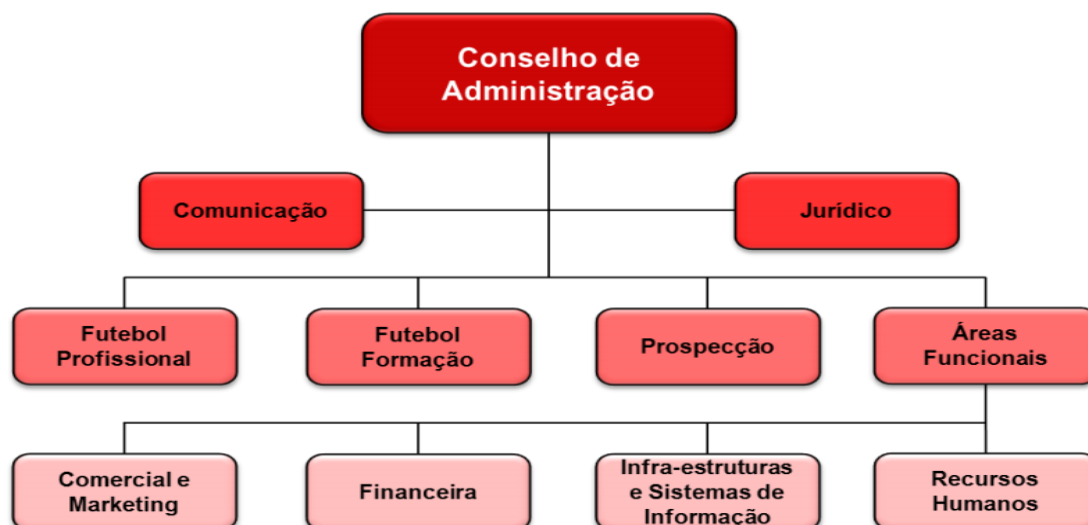 Conselho de
Administração
Comunicação
Jurídico
Futebol
Profissional
Futebol
Formação
Prospecção
Áreas
Funcionais
Comercial e
Marketing
Financeira
Infra-estruturas
e Sistemas de
Informação
Recursos
Humanos